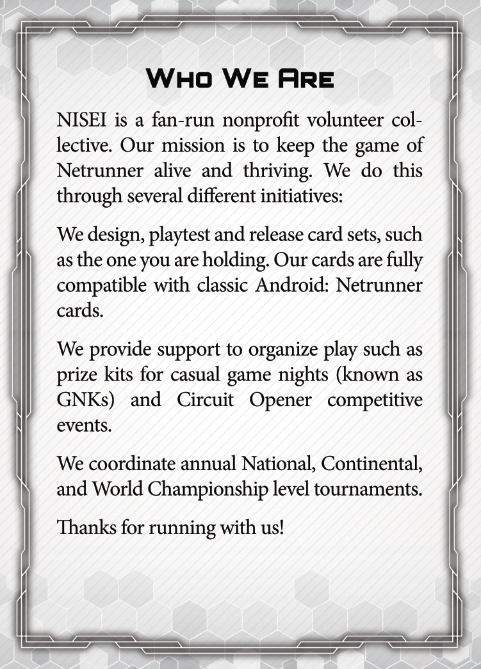 Who We Are
NISEI is a fan-run nonprofit volunteer col-
lective. Our mission is to keep the game of
Netrunner alive and thriving. We do this
through several different initiatives:
We design, playtest and release card sets, such
as the one you are holding. Our cards are fully
compatible with classic Android: Netrunner
cards.
We provide support to organize play such as
prize kits for casual game nights (known as
GNKs) and Circuit Opener competitive
events.
We coordinate annual National, Continental,
and World Championship level tournaments.
Thanks for running with us!